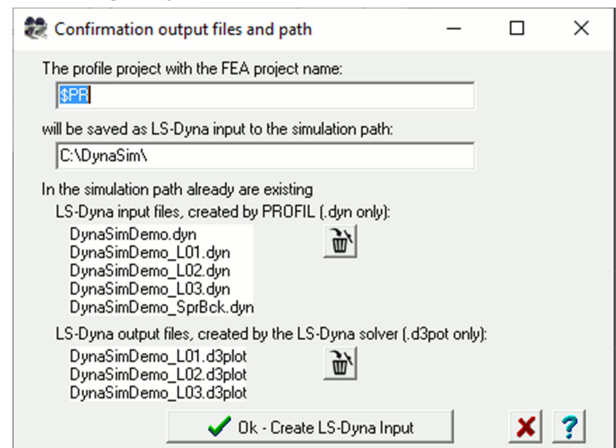 Confirmation output files and path
The profile project with the FEA project name:
$PR
will be saved as LS-Dyna input to the simulation path:
C:\DynaSim\
In the simulation path already are existing
LS-Dyna input files, created by PROFIL (.dyn only):
DynaSimDemo.dyn
DynaSimDemo_L01.dyn
DynaSimDemo_L02.dyn
DynaSimDemo_L03.dyn
DynaSimDemo_SprBck.dyn
LS-Dyna output files, created by the LS-Dyna solver (.d3pot only):
DynaSimDemo_L01.d3plot
DynaSimDemo_L02.d3plot
DynaSimDemo_L03.d3plot
Ok - Create LS-Dyna Input
?